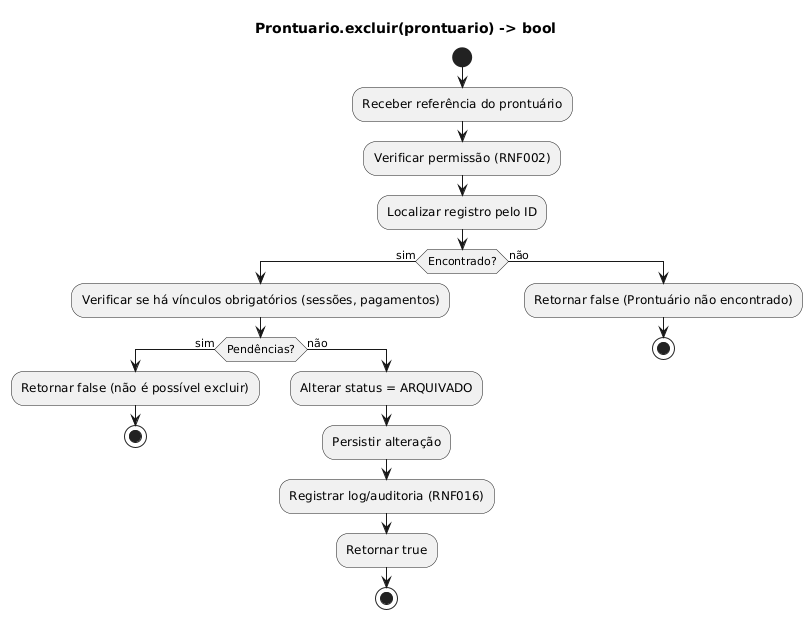 Prontuario.excluir(prontuario) -> bool
Receber referência do prontuário
Verificar permissão (RNF002)
Localizar registro pelo ID
sim
Encontrado?
não
Verificar se há vínculos obrigatórios (sessões, pagamentos)
Retornar false (Prontuário não encontrado)
sim
Pendências?
não
Retornar false (não é possível excluir)
Alterar status = ARQUIVADO
Persistir alteração
Registrar log/auditoria (RNF016)
Retornar true